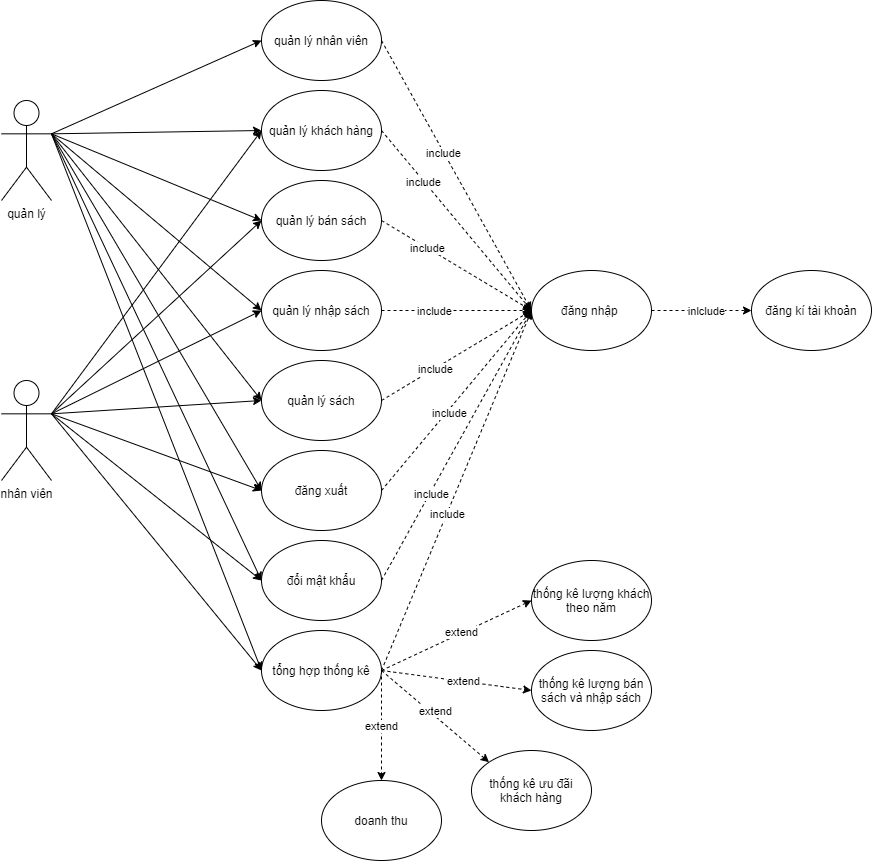 quản lý nhân viên
quản lý khách hàng
include
include
quản lý
quản lý bán sách
include
quản lý nhập sách
include
đăng nhập
inlclude
đăng kí tài khoản
include
quản lý sách
include
nhân viên
đăng xuất
include
include
đổi mật khẩu
thống kê lượng khách
theo năm
extend
tổng hợp thống kê
extend
thống kê lượng bán
sách và nhập sách
extend
extend
thống kê ưu đãi
khách hàng
doanh thu